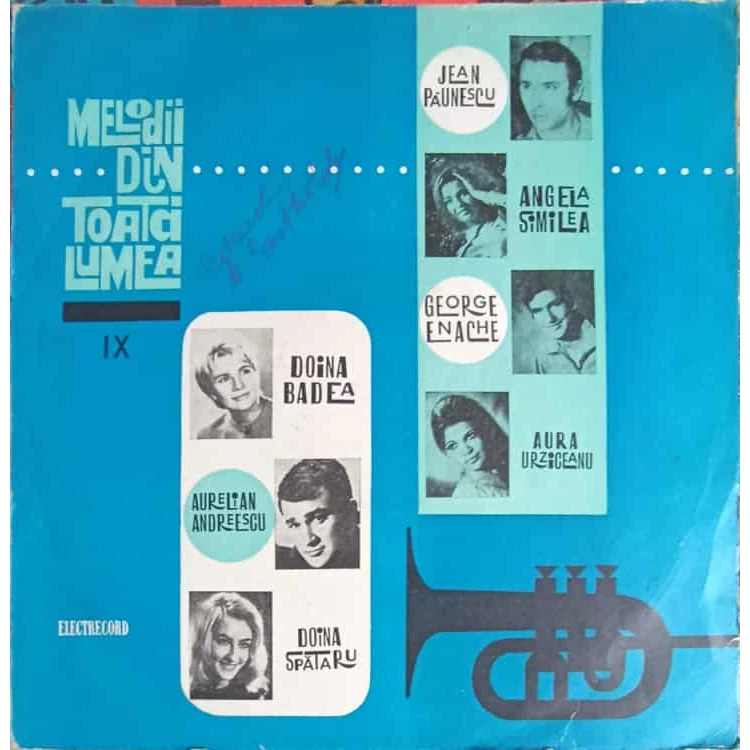 MELODII
DIN
TOATĂ
LUMEA
IX
JEAN
PĂUNESCU
ANGELA
SIMILEA
GEORGE
ENACHE
AURA
URZICEANU
DOINA
BADEA
AURELIAN
ANDREESCU
DOINA
SPĂTARU
ELECTRECORD